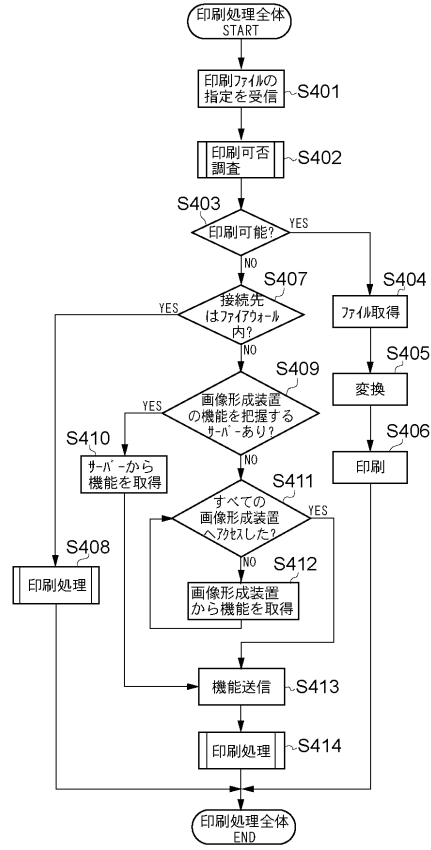 印刷処理全体
START
印刷ファイルの
指定を受信
S401
印刷可否
調査
S402
S403
印刷可能?
YES
NO
S407
接続先
はファイアウォール
内?
YES
NO
S404
ファイル取得
S405
変換
S406
印刷
S409
画像形成装置
の機能を把握する
サーバーあり?
YES
NO
S410
サーバーから
機能を取得
S411
すべての
画像形成装置
へアクセスした?
YES
NO
S408
印刷処理
S412
画像形成装置
から機能を取得
機能送信
S413
印刷処理
S414
印刷処理全体
END